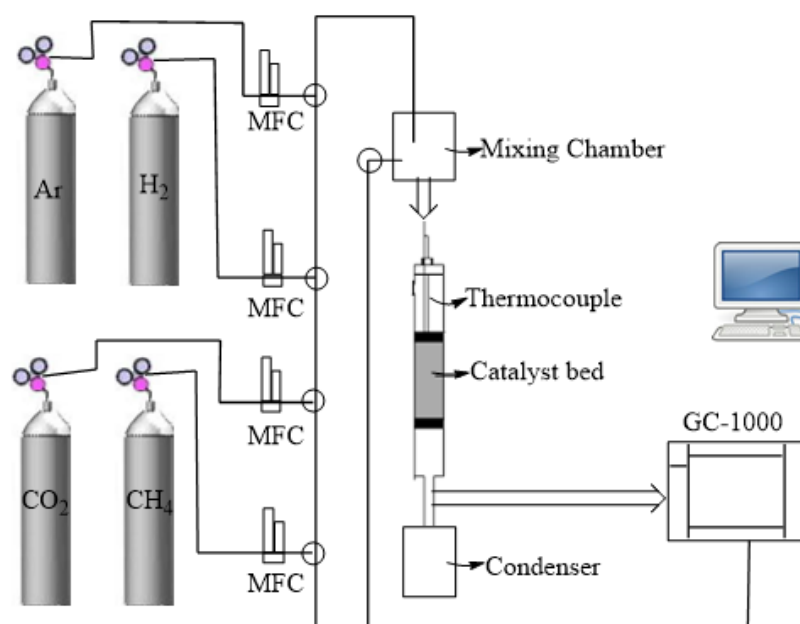 Ar
H2
MFC
Mixing Chamber
MFC
Thermocouple
Catalyst bed
CO2
CH4
MFC
GC-1000
MFC
Condenser